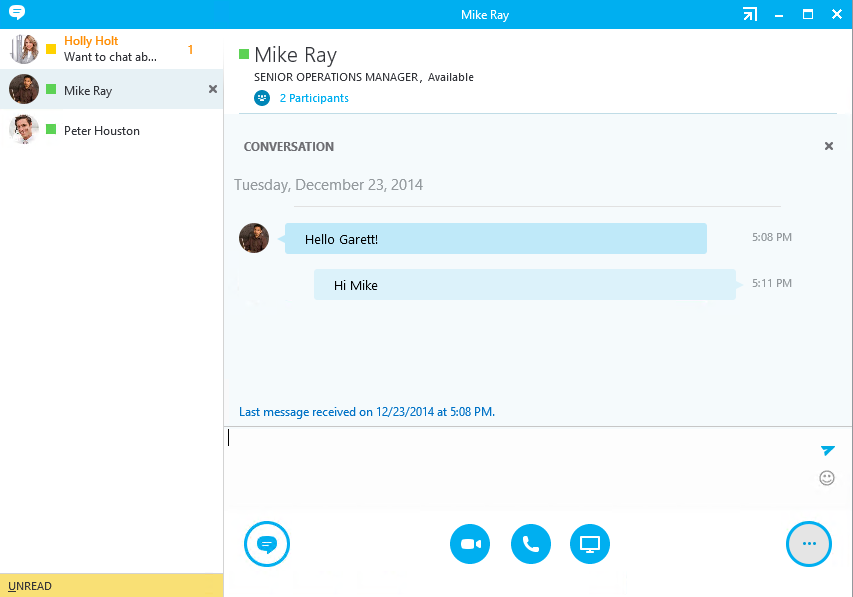 Mike Ray
Holly Holt
Want to chat ab...
1
Mike Ray
Peter Houston
UNREAD
Mike Ray
SENIOR OPERATIONS MANAGER, Available
2 Participants
CONVERSATION
Tuesday, December 23, 2014
Hello Garett!
5:08 PM
Hi Mike
5:11 PM
Last message received on 12/23/2014 at 5:08 PM.